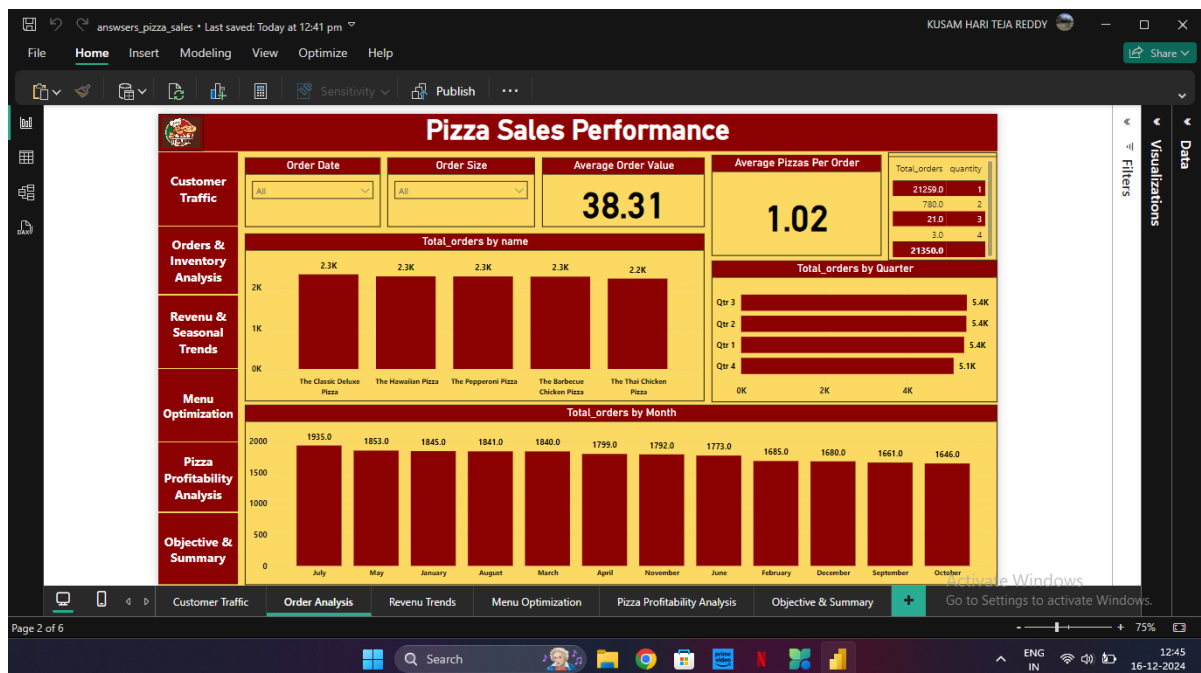 answsers_pizza_sales • Last saved: Today at 12:41 pm
KUSAM HARI TEJA REDDY
File Home Insert Modeling View Optimize Help
Share
Sensitivity
Publish
Pizza Sales Performance
Customer
Traffic
Orders &
Inventory
Analysis
Revenu &
Seasonal
Trends
Menu
Optimization
Pizza
Profitability
Analysis
Objective &
Summary
Order Date
All
Order Size
All
Average Order Value
38.31
Average Pizzas Per Order
1.02
Total_orders quantity
21259.0 1
780.0 2
21.0 3
3.0 4
21350.0
Total_orders by name
2.3K 2.3K 2.3K 2.3K 2.2K
2K
1K
0K
The Classic Deluxe
Pizza
The Hawaiian Pizza
The Pepperoni Pizza
The Barbecue
Chicken Pizza
The Thai Chicken
Pizza
Total_orders by Quarter
Qtr 3 5.4K
Qtr 2 5.4K
Qtr 1 5.4K
Qtr 4 5.1K
0K 2K 4K
Total_orders by Month
2000
1500
1000
500
0
1935.0 1853.0 1845.0 1841.0 1840.0 1799.0 1792.0 1773.0 1685.0 1680.0 1661.0 1646.0
July May January August March April November June February December September October
Filters
Visualizations
Data
Activate Windows
Go to Settings to activate Windows.
Customer Traffic Order Analysis Revenu Trends Menu Optimization Pizza Profitability Analysis Objective & Summary
Page 2 of 6
75%
Search
prime
video
ENG
IN
12:45
16-12-2024